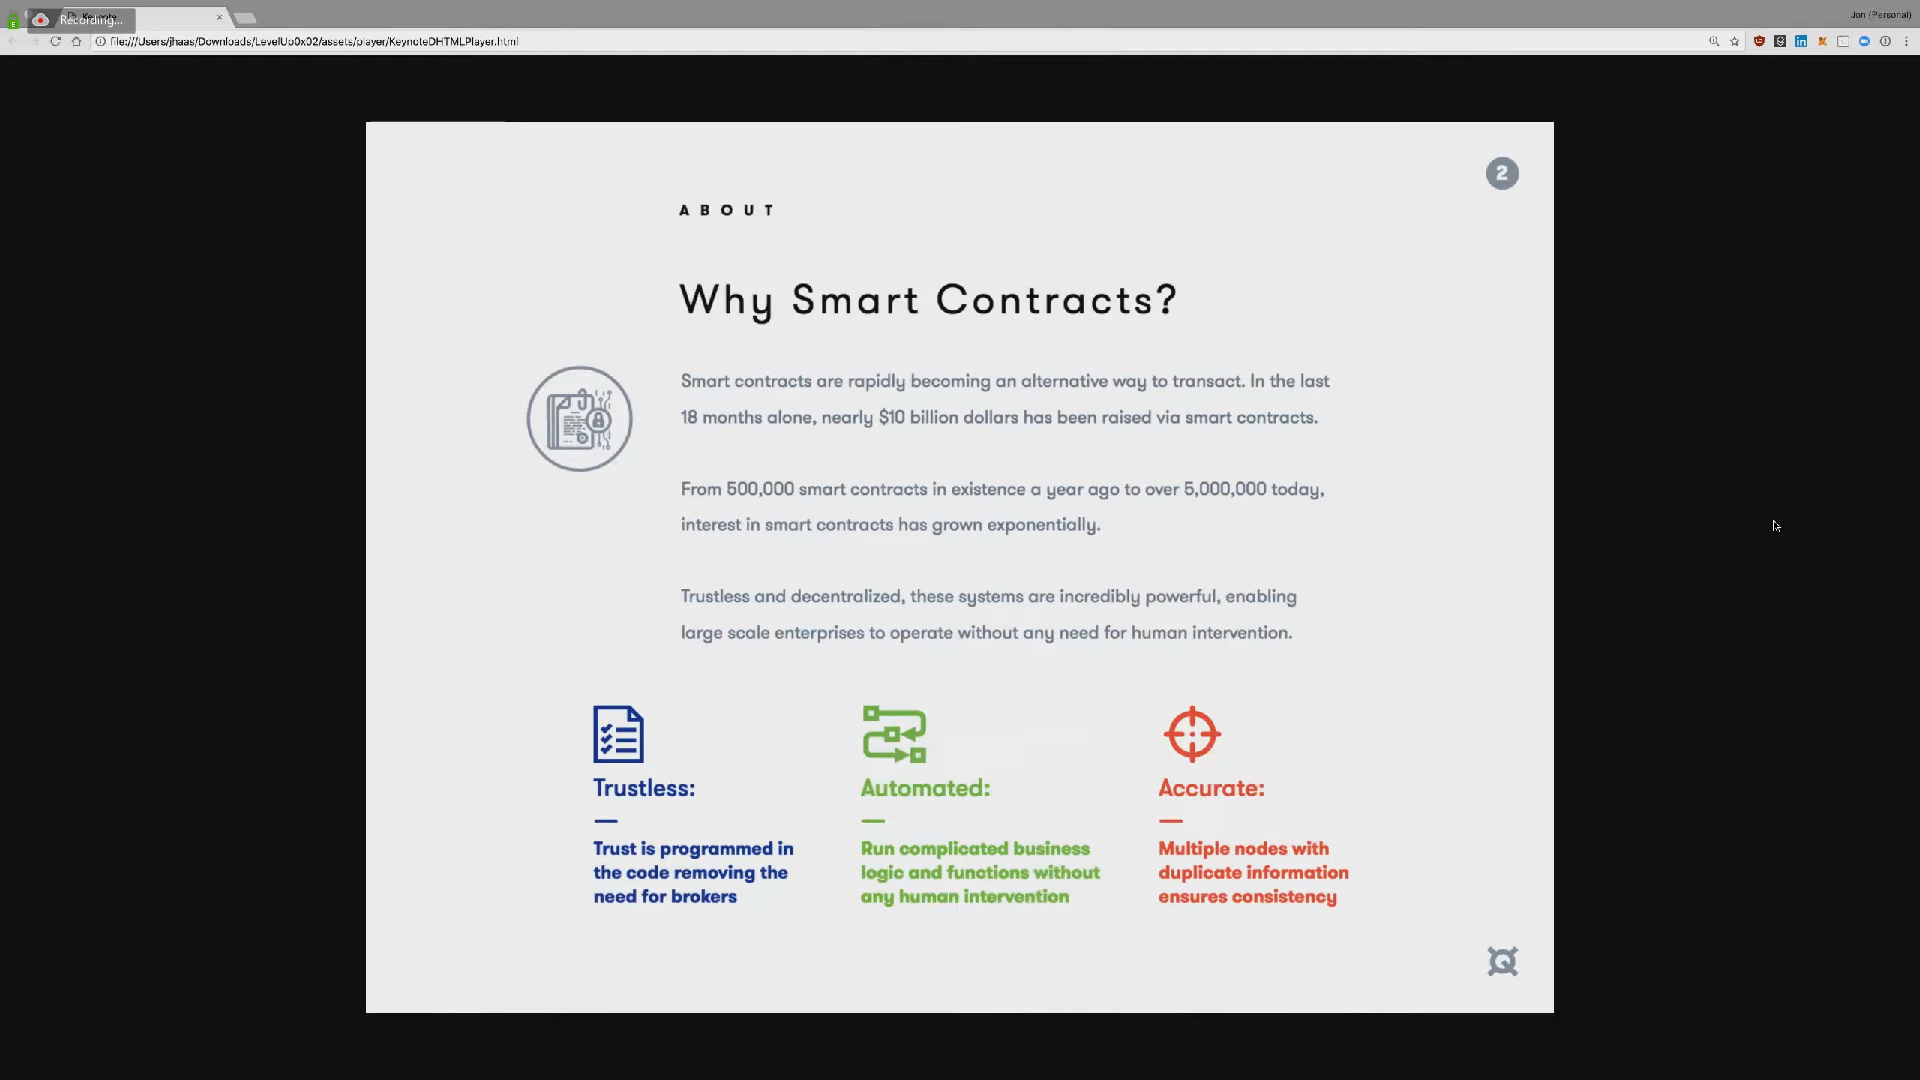 Recording...
Jon (Personal)
file:///Users/jhaas/Downloads/LevelUp0x02/assets/player/KeynoteDHTMLPlayer.html
2
ABOUT
Why Smart Contracts?
Smart contracts are rapidly becoming an alternative way to transact. In the last
18 months alone, nearly $10 billion dollars has been raised via smart contracts.
From 500,000 smart contracts in existence a year ago to over 5,000,000 today,
interest in smart contracts has grown exponentially.
Trustless and decentralized, these systems are incredibly powerful, enabling
large scale enterprises to operate without any need for human intervention.
Trustless:
Trust is programmed in
the code removing the
need for brokers
Automated:
Run complicated business
logic and functions without
any human intervention
Accurate:
Multiple nodes with
duplicate information
ensures consistency